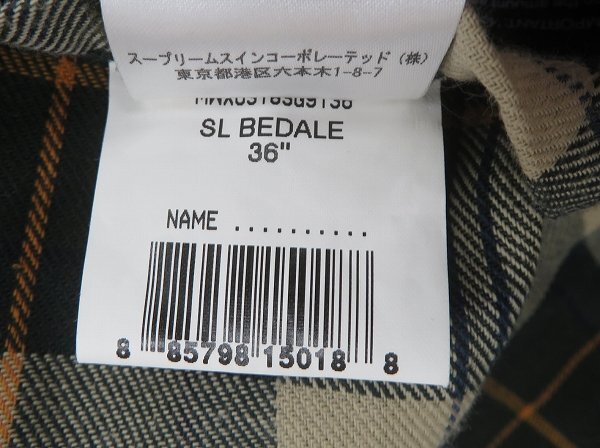 スープリームスインコーポレーテッド（株）
東京都港区六本木1-8-7
SL BEDALE
36"
NAME ..........
8 85798 15018 8